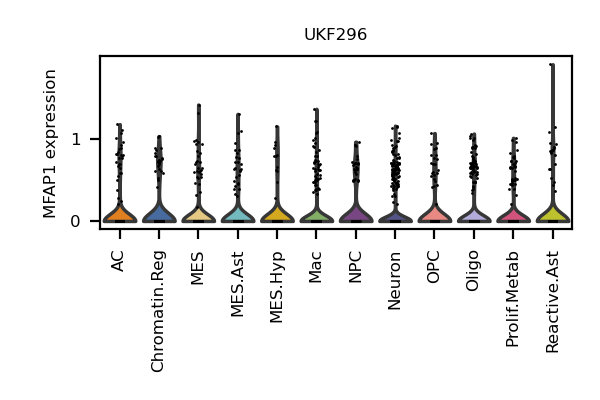 UKF296
MFAP1 expression
1
0
AC
Chromatin.Reg
MES
MES.Ast
MES.Hyp
Mac
NPC
Neuron
OPC
Oligo
Prolif.Metab
Reactive.Ast